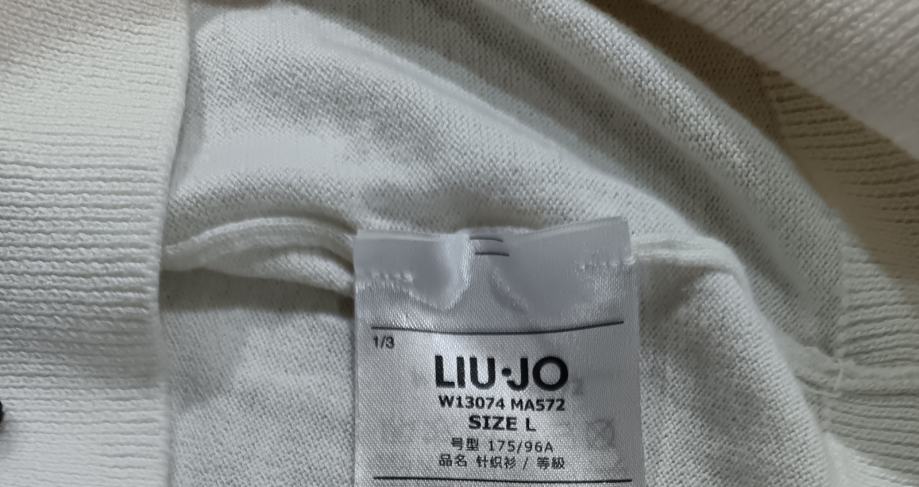 1/3
LIU·JO
W13074 MA572
SIZE L
号型 175/96A
品名 针织衫 / 等級